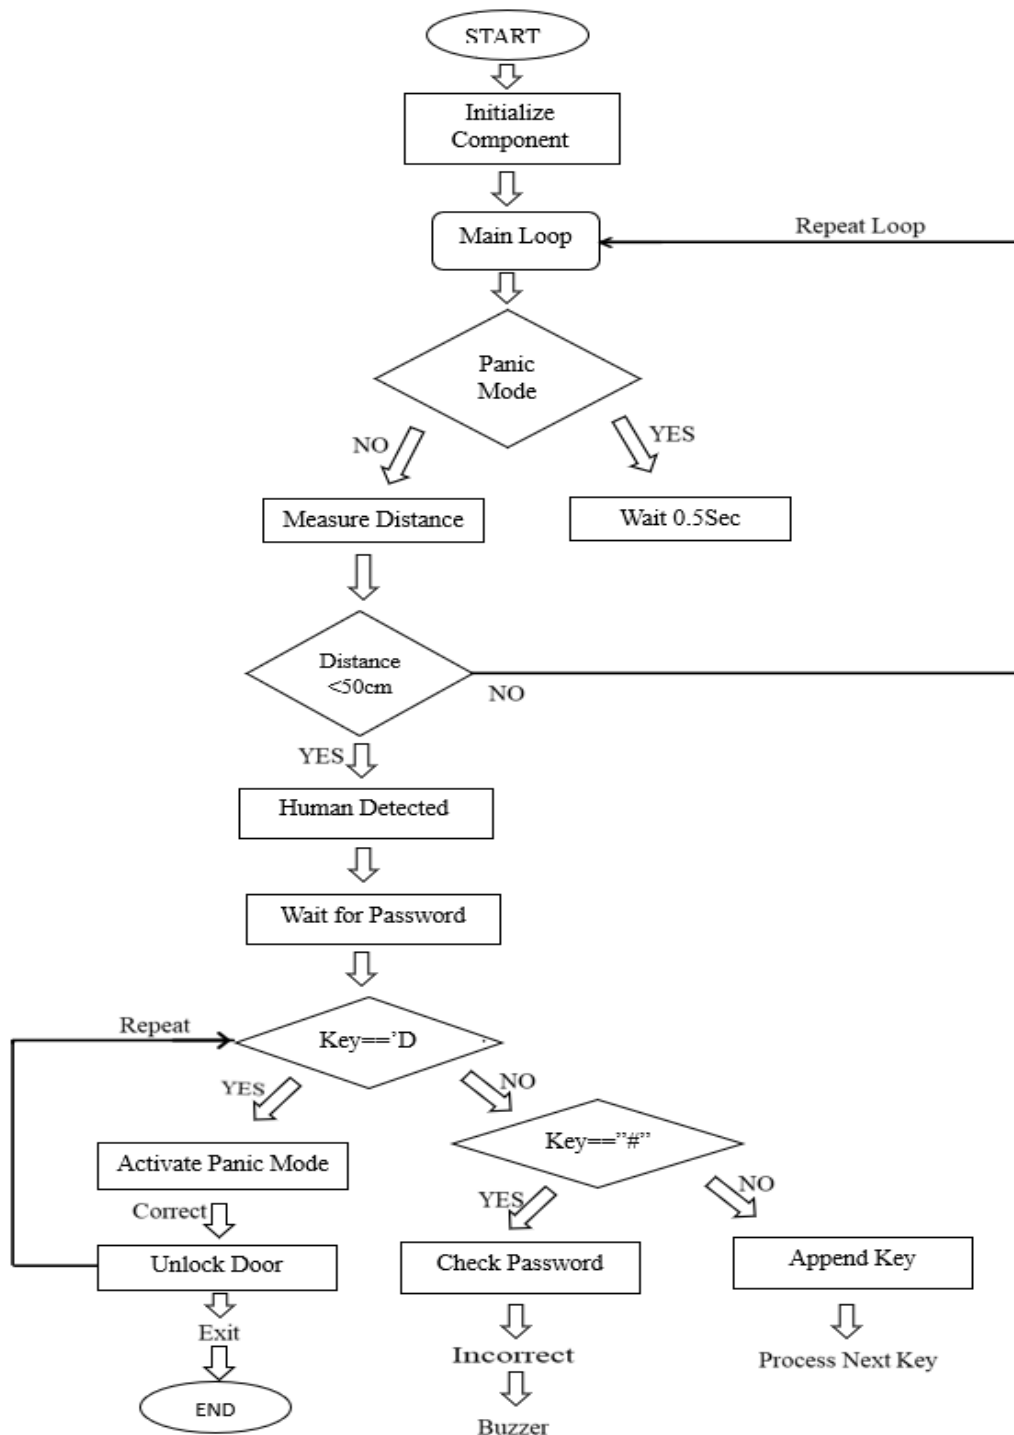 START
Initialize
Component
Main Loop
Repeat Loop
Panic
Mode
NO
YES
Measure Distance
Wait 0.5Sec
Distance
<50cm
NO
YES
Human Detected
Wait for Password
Repeat
Key==’D
YES
NO
Key==”#”
Activate Panic Mode
YES
NO
Correct
Unlock Door
Check Password
Append Key
Exit
Incorrect
Process Next Key
END
Buzzer